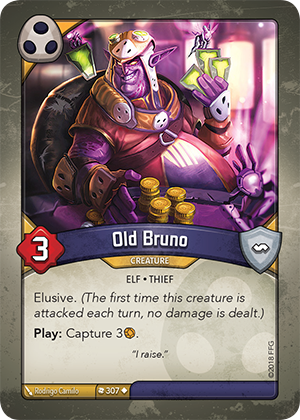 Old Bruno
3
CREATURE
ELF • THIEF
Elusive. (The first time this creature is
attacked each turn, no damage is dealt.)
Play: Capture 3.
"I raise."
Rodrigo Camilo
307
©2018 FFG